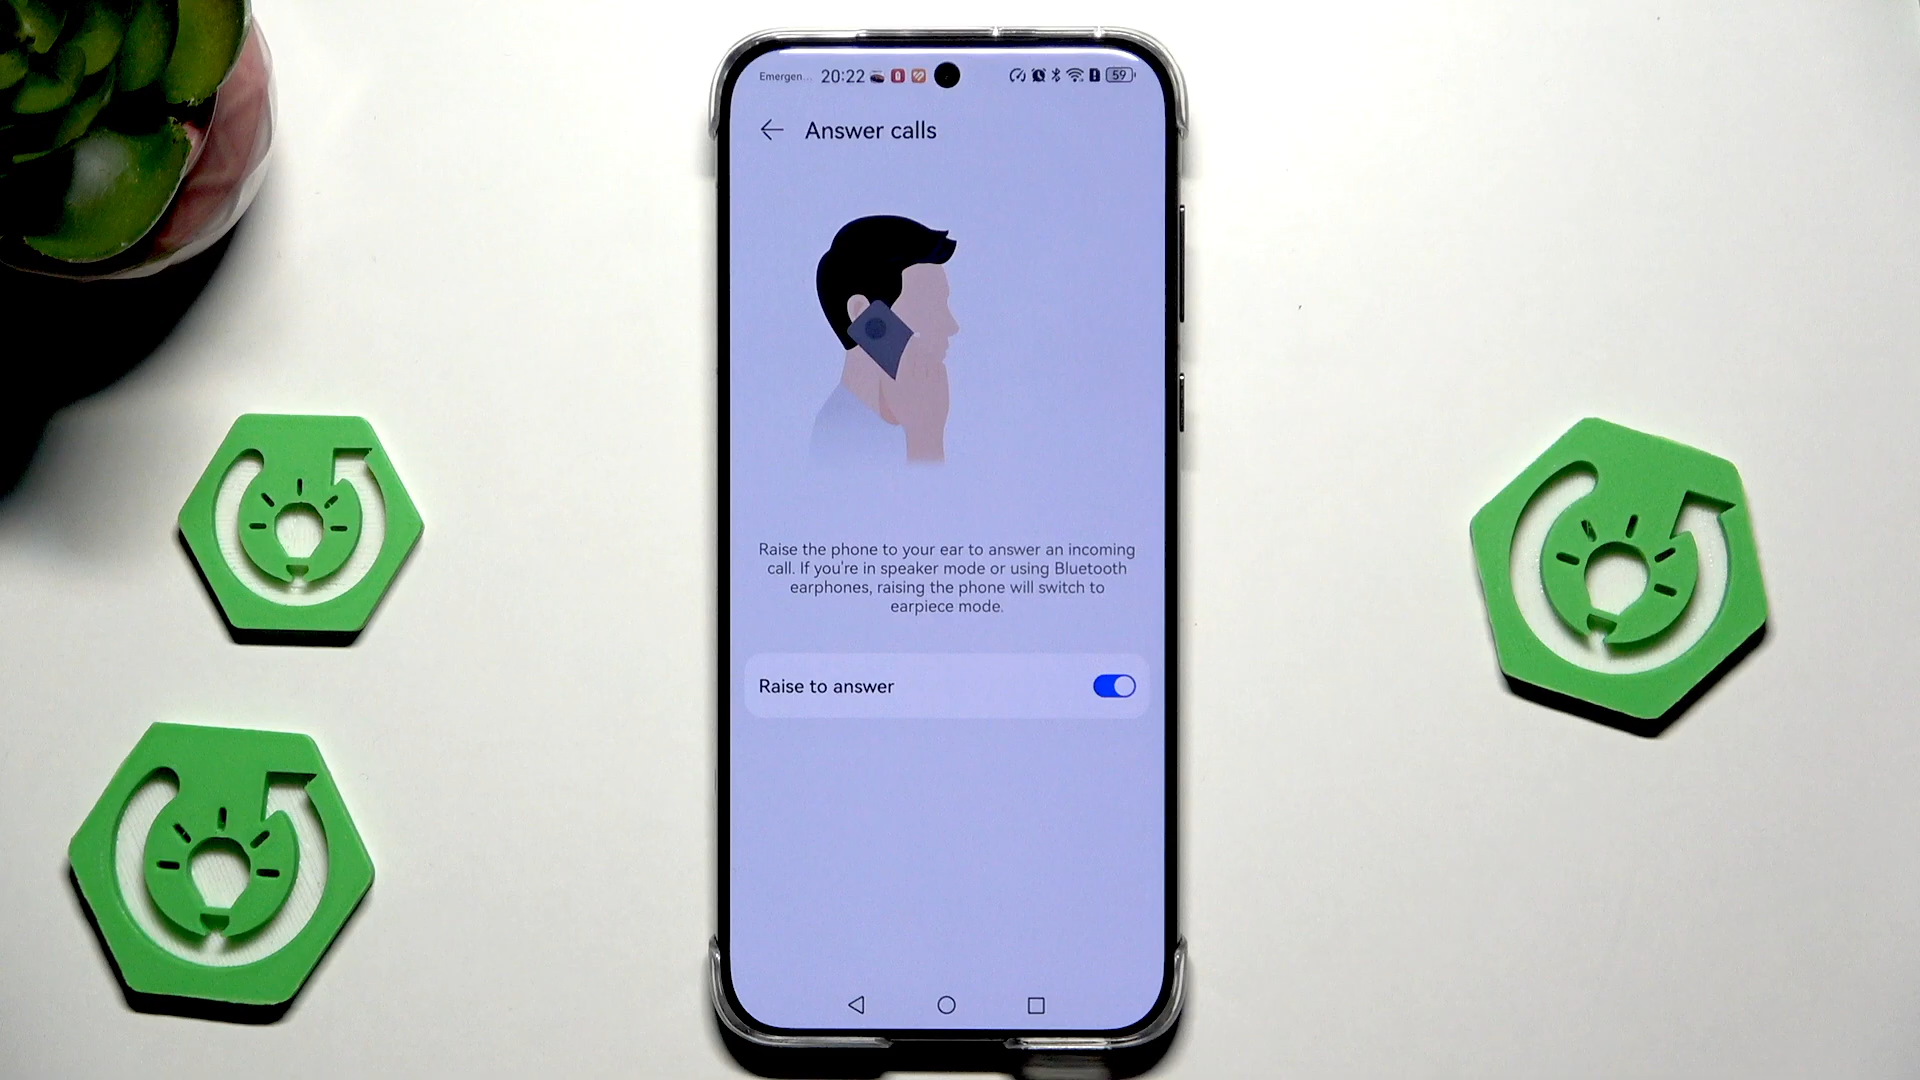 Emergen... 20:22 59
Answer calls
Raise the phone to your ear to answer an incoming
call. If you're in speaker mode or using Bluetooth
earphones, raising the phone will switch to
earpiece mode.
Raise to answer